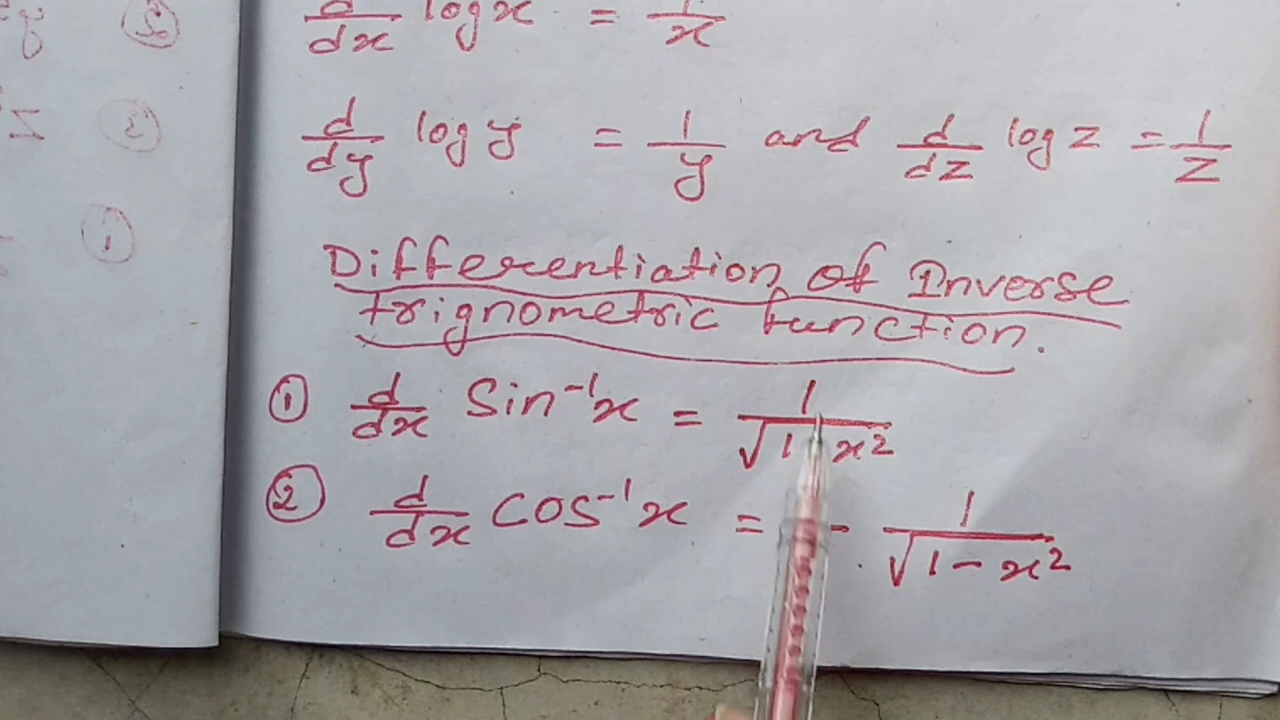 d/dx log x = 1/x
d/dy log y = 1/y and d/dz log z = 1/z
Differentiation of Inverse
trignometric function.
① d/dx Sin⁻¹x = 1/√1 x²
② d/dx cos⁻¹x = - 1/√1-x²